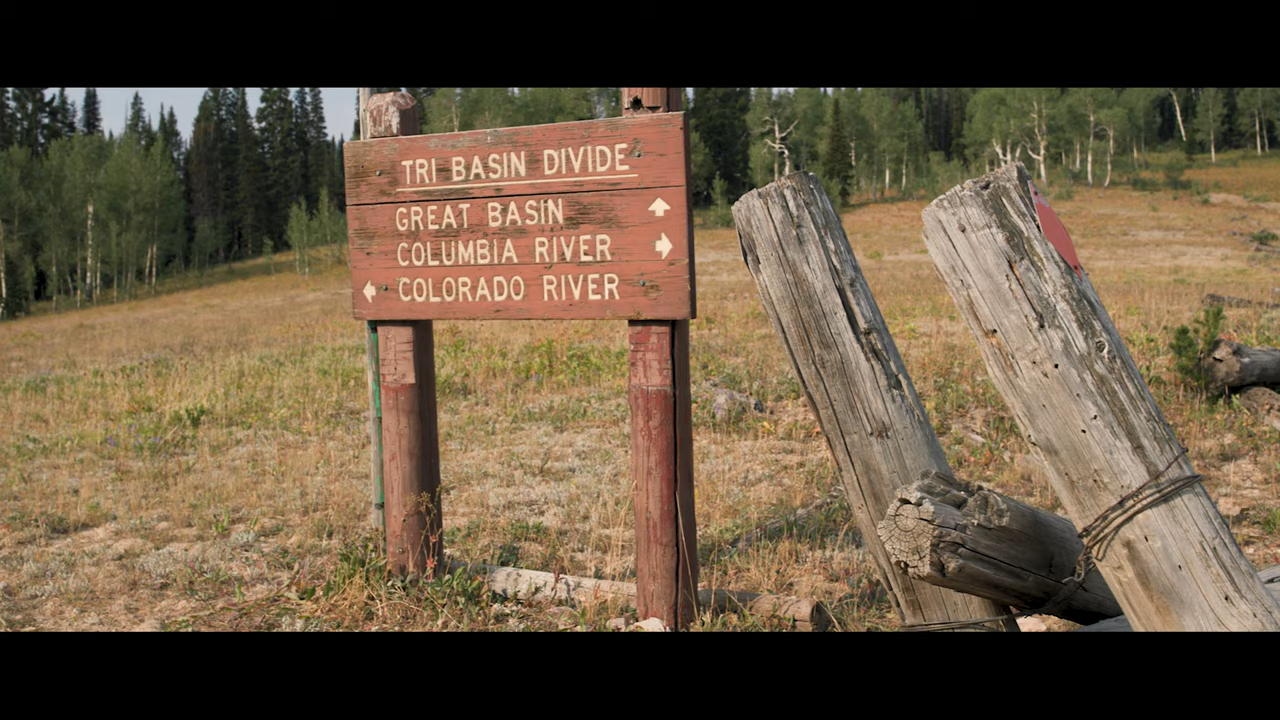 TRI BASIN DIVIDE
GREAT BASIN
COLUMBIA RIVER
COLORADO RIVER